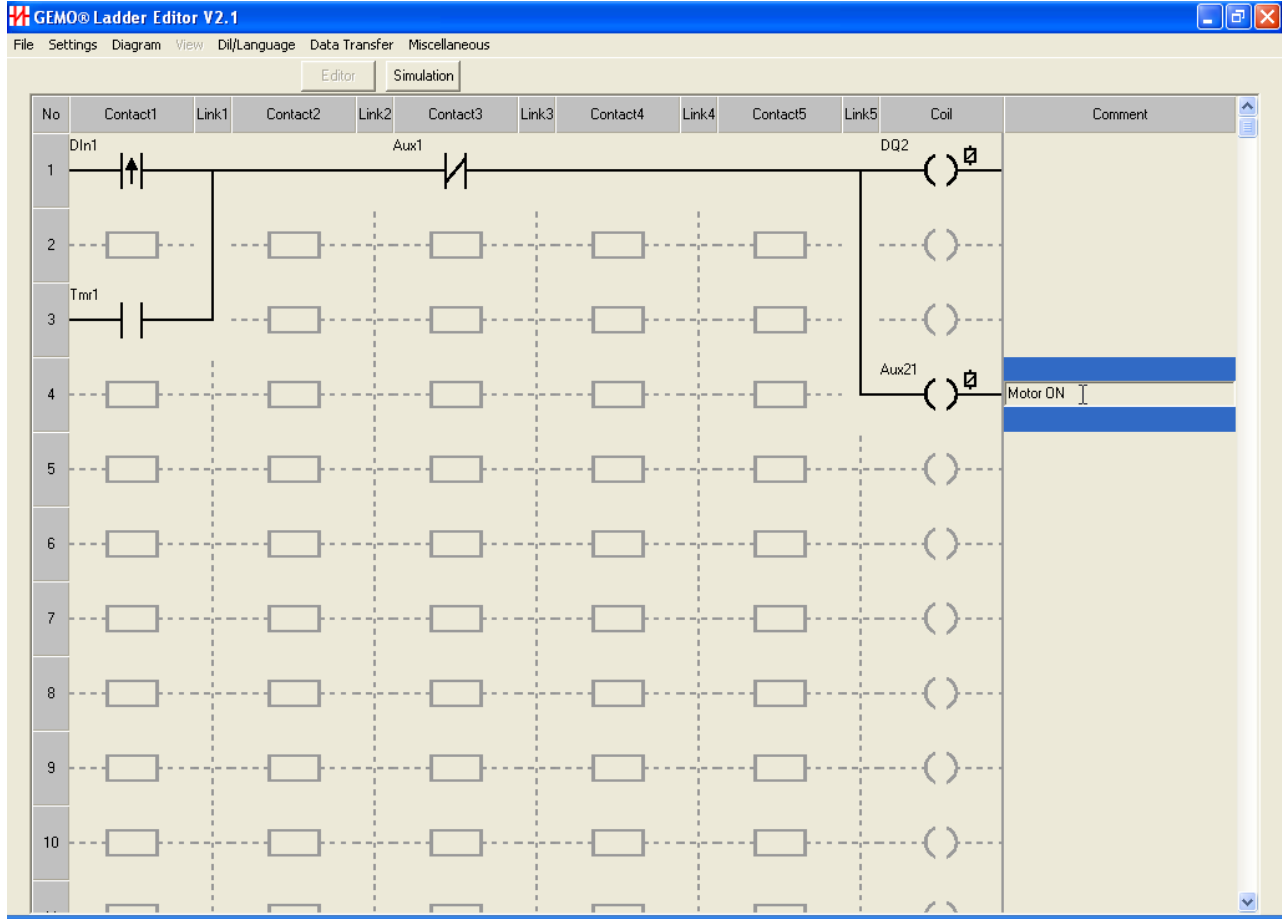 GEMO® Ladder Editor V2.1
File Settings Diagram View Dil/Language Data Transfer Miscellaneous
Editor Simulation
No Contact1 Link1 Contact2 Link2 Contact3 Link3 Contact4 Link4 Contact5 Link5 Coil Comment
DIn1 Aux1 DQ2
1
2
Tmr1
3
Aux21
4 Motor ON
5
6
7
8
9
10